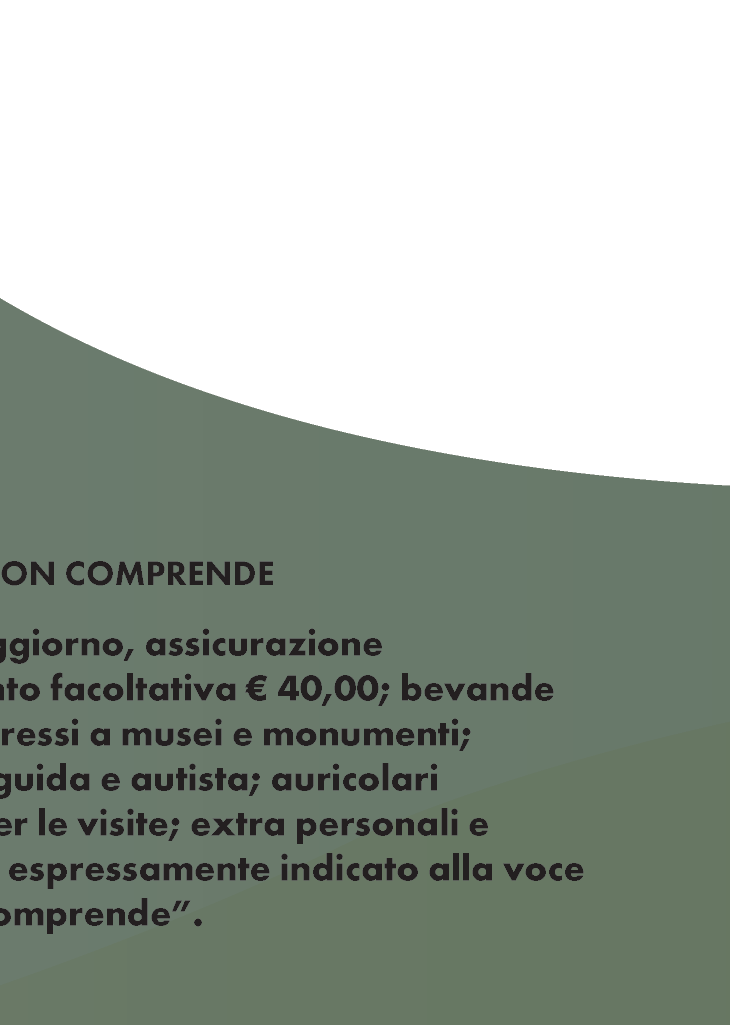 ON COMPRENDE
ggiorno, assicurazione
nto facoltativa € 40,00; bevande
ressi a musei e monumenti;
guida e autista; auricolari
er le visite; extra personali e
espressamente indicato alla voce
omprende”.